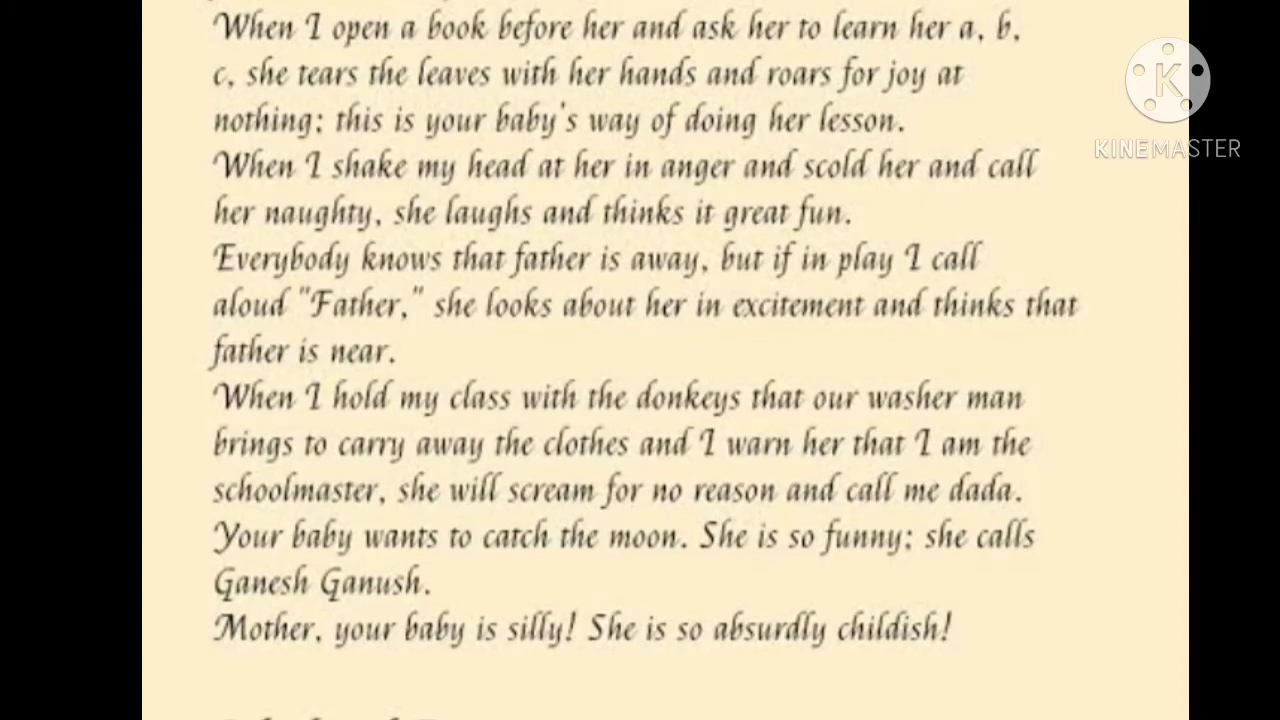 When I open a book before her and ask her to learn her a, b,
c, she tears the leaves with her hands and roars for joy at
nothing; this is your baby's way of doing her lesson.
When I shake my head at her in anger and scold her and call
her naughty, she laughs and thinks it great fun.
Everybody knows that father is away, but if in play I call
aloud "Father," she looks about her in excitement and thinks that
father is near.
When I hold my class with the donkeys that our washer man
brings to carry away the clothes and I warn her that I am the
schoolmaster, she will scream for no reason and call me dada.
Your baby wants to catch the moon. She is so funny; she calls
Ganesh Ganush.
Mother, your baby is silly! She is so absurdly childish!
K
KINEMASTER